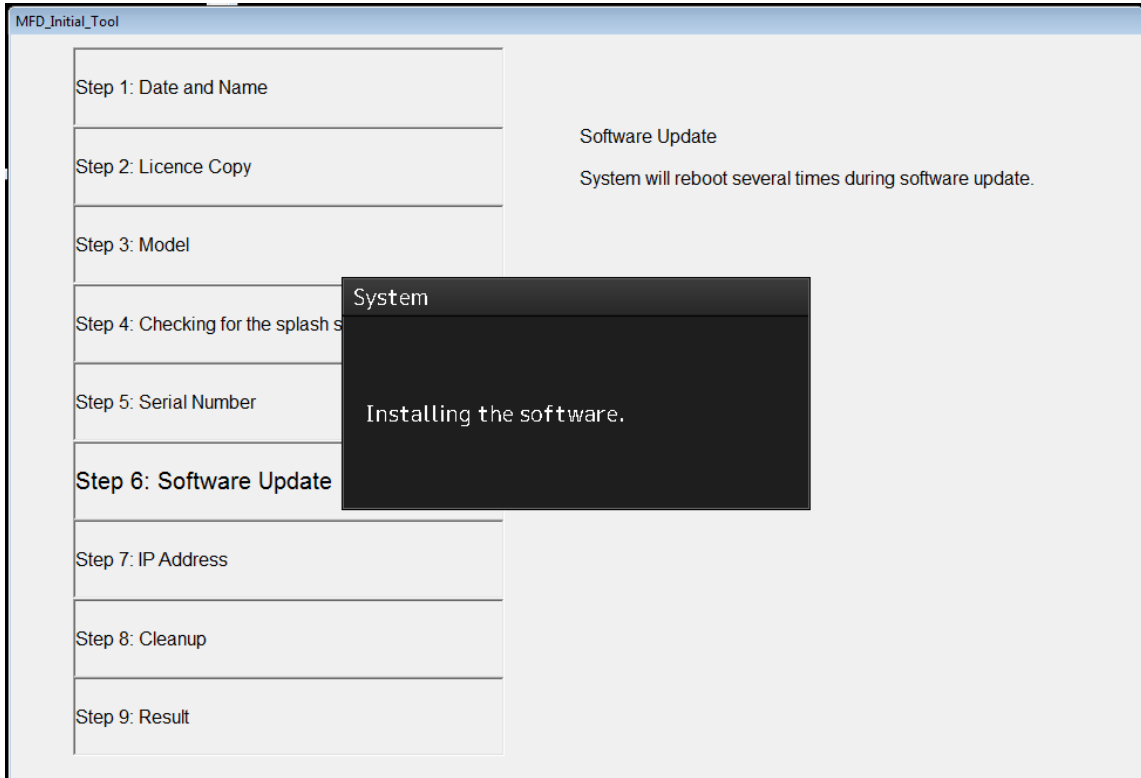 MFD_Initial_Tool
Step 1: Date and Name
Step 2: Licence Copy
Step 3: Model
Step 4: Checking for the splash s
Step 5: Serial Number
Step 6: Software Update
Step 7: IP Address
Step 8: Cleanup
Step 9: Result
Software Update
System will reboot several times during software update.
System
Installing the software.